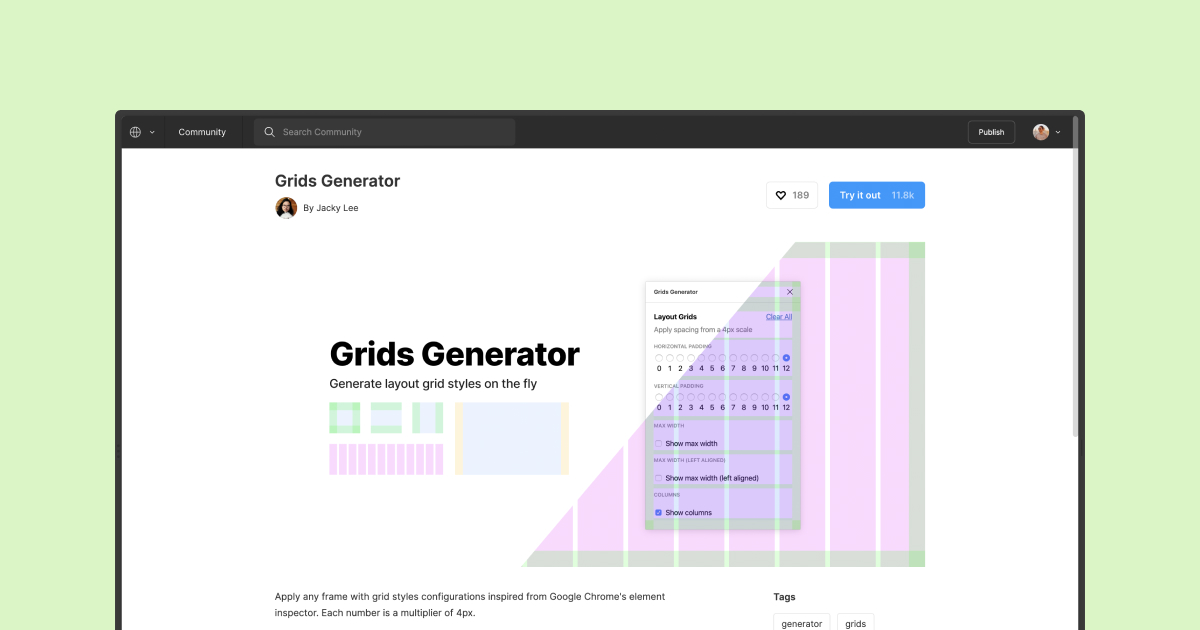 Community
Search Community
Publish
Grids Generator
By Jacky Lee
189
Try it out 11.8k
Grids Generator
Generate layout grid styles on the fly
Grids Generator
Layout Grids
Clear All
Apply spacing from a 4px scale
HORIZONTAL PADDING
0 1 2 3 4 5 6 7 8 9 10 11 12
VERTICAL PADDING
0 1 2 3 4 5 6 7 8 9 10 11 12
MAX WIDTH
Show max width
MAX WIDTH (LEFT ALIGNED)
Show max width (left aligned)
COLUMNS
Show columns
Apply any frame with grid styles configurations inspired from Google Chrome's element
inspector. Each number is a multiplier of 4px.
Tags
generator
grids